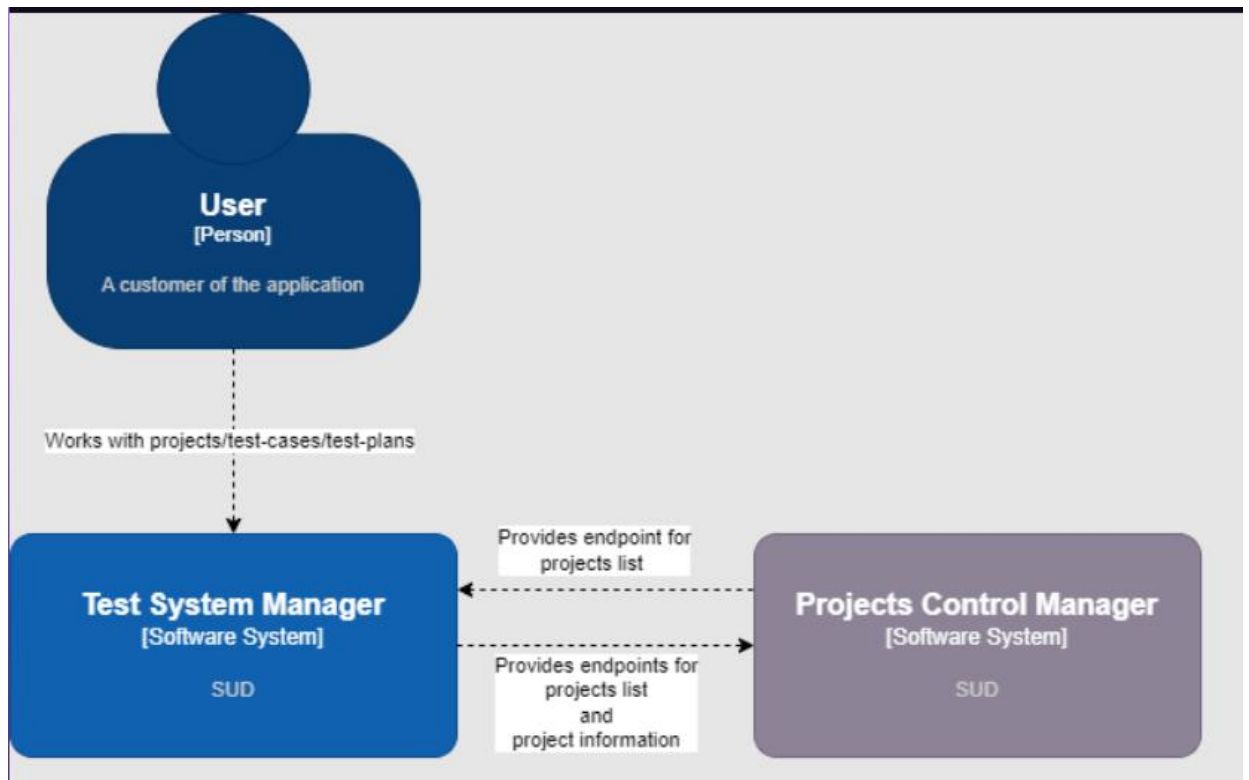 User
[Person]
A customer of the application
Works with projects/test-cases/test-plans
Provides endpoint for
projects list
Test System Manager
[Software System]
SUD
Provides endpoints for
projects list
and
project information
Projects Control Manager
[Software System]
SUD